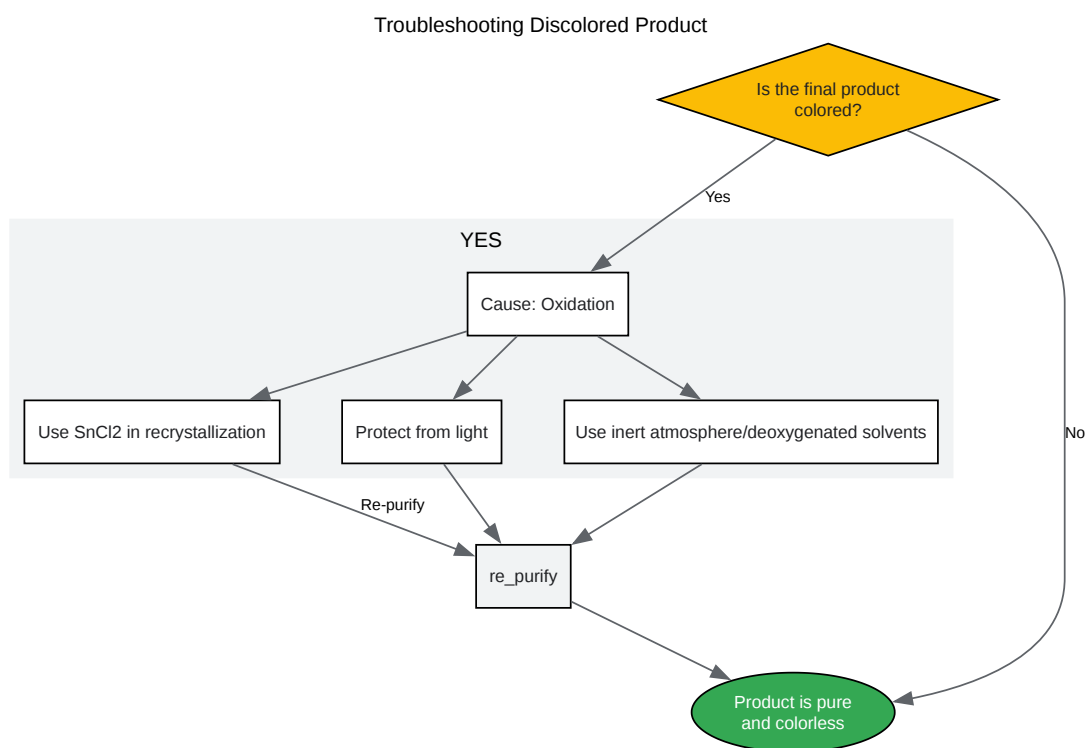 Troubleshooting Discolored Product
Is the final product
colored?
Yes
YES
Cause: Oxidation
Use SnCl2 in recrystallization
Protect from light
Use inert atmosphere/deoxygenated solvents
No
Re-purify
re_purify
Product is pure
and colorless